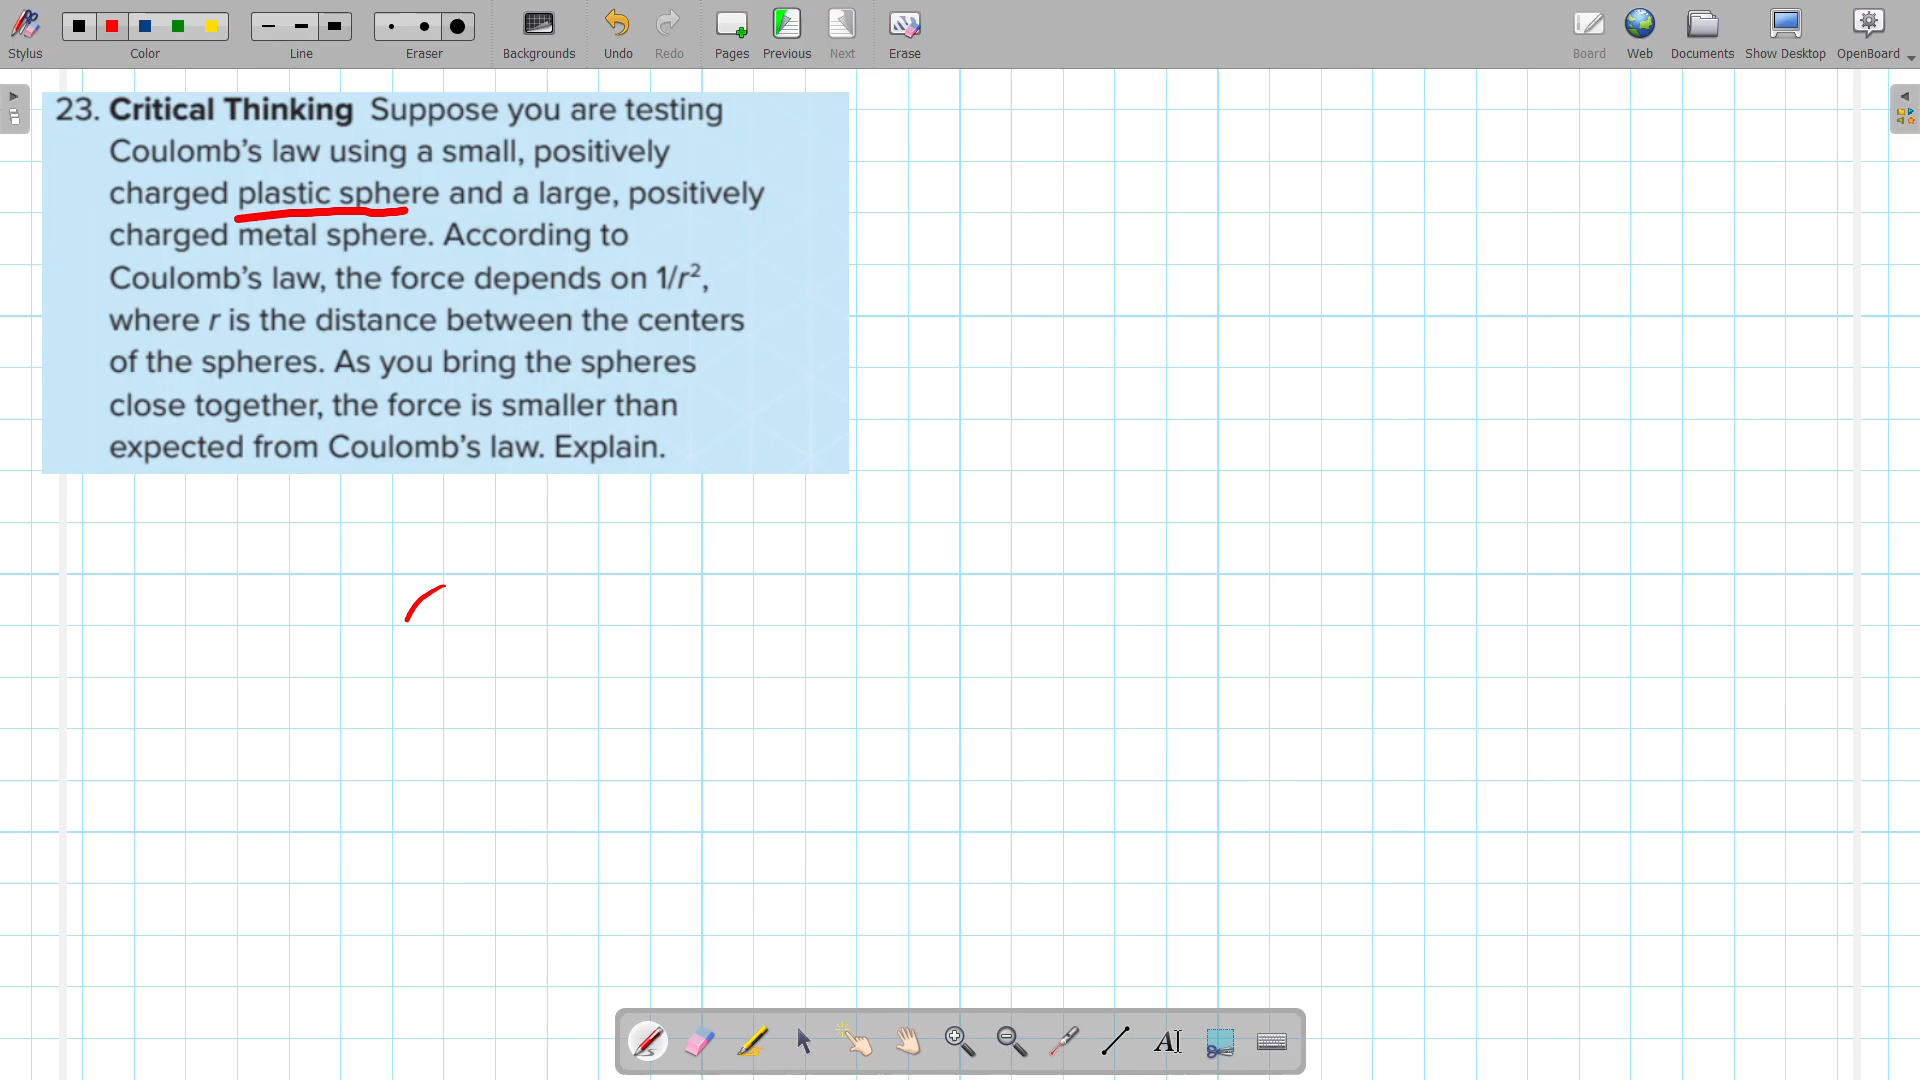 Stylus
Color
Line
Eraser
Backgrounds
Undo
Redo
Pages
Previous
Next
Erase
Board
Web
Documents
Show Desktop
OpenBoard
23. Critical Thinking Suppose you are testing
Coulomb's law using a small, positively
charged plastic sphere and a large, positively
charged metal sphere. According to
Coulomb's law, the force depends on 1/r²,
where r is the distance between the centers
of the spheres. As you bring the spheres
close together, the force is smaller than
expected from Coulomb's law. Explain.